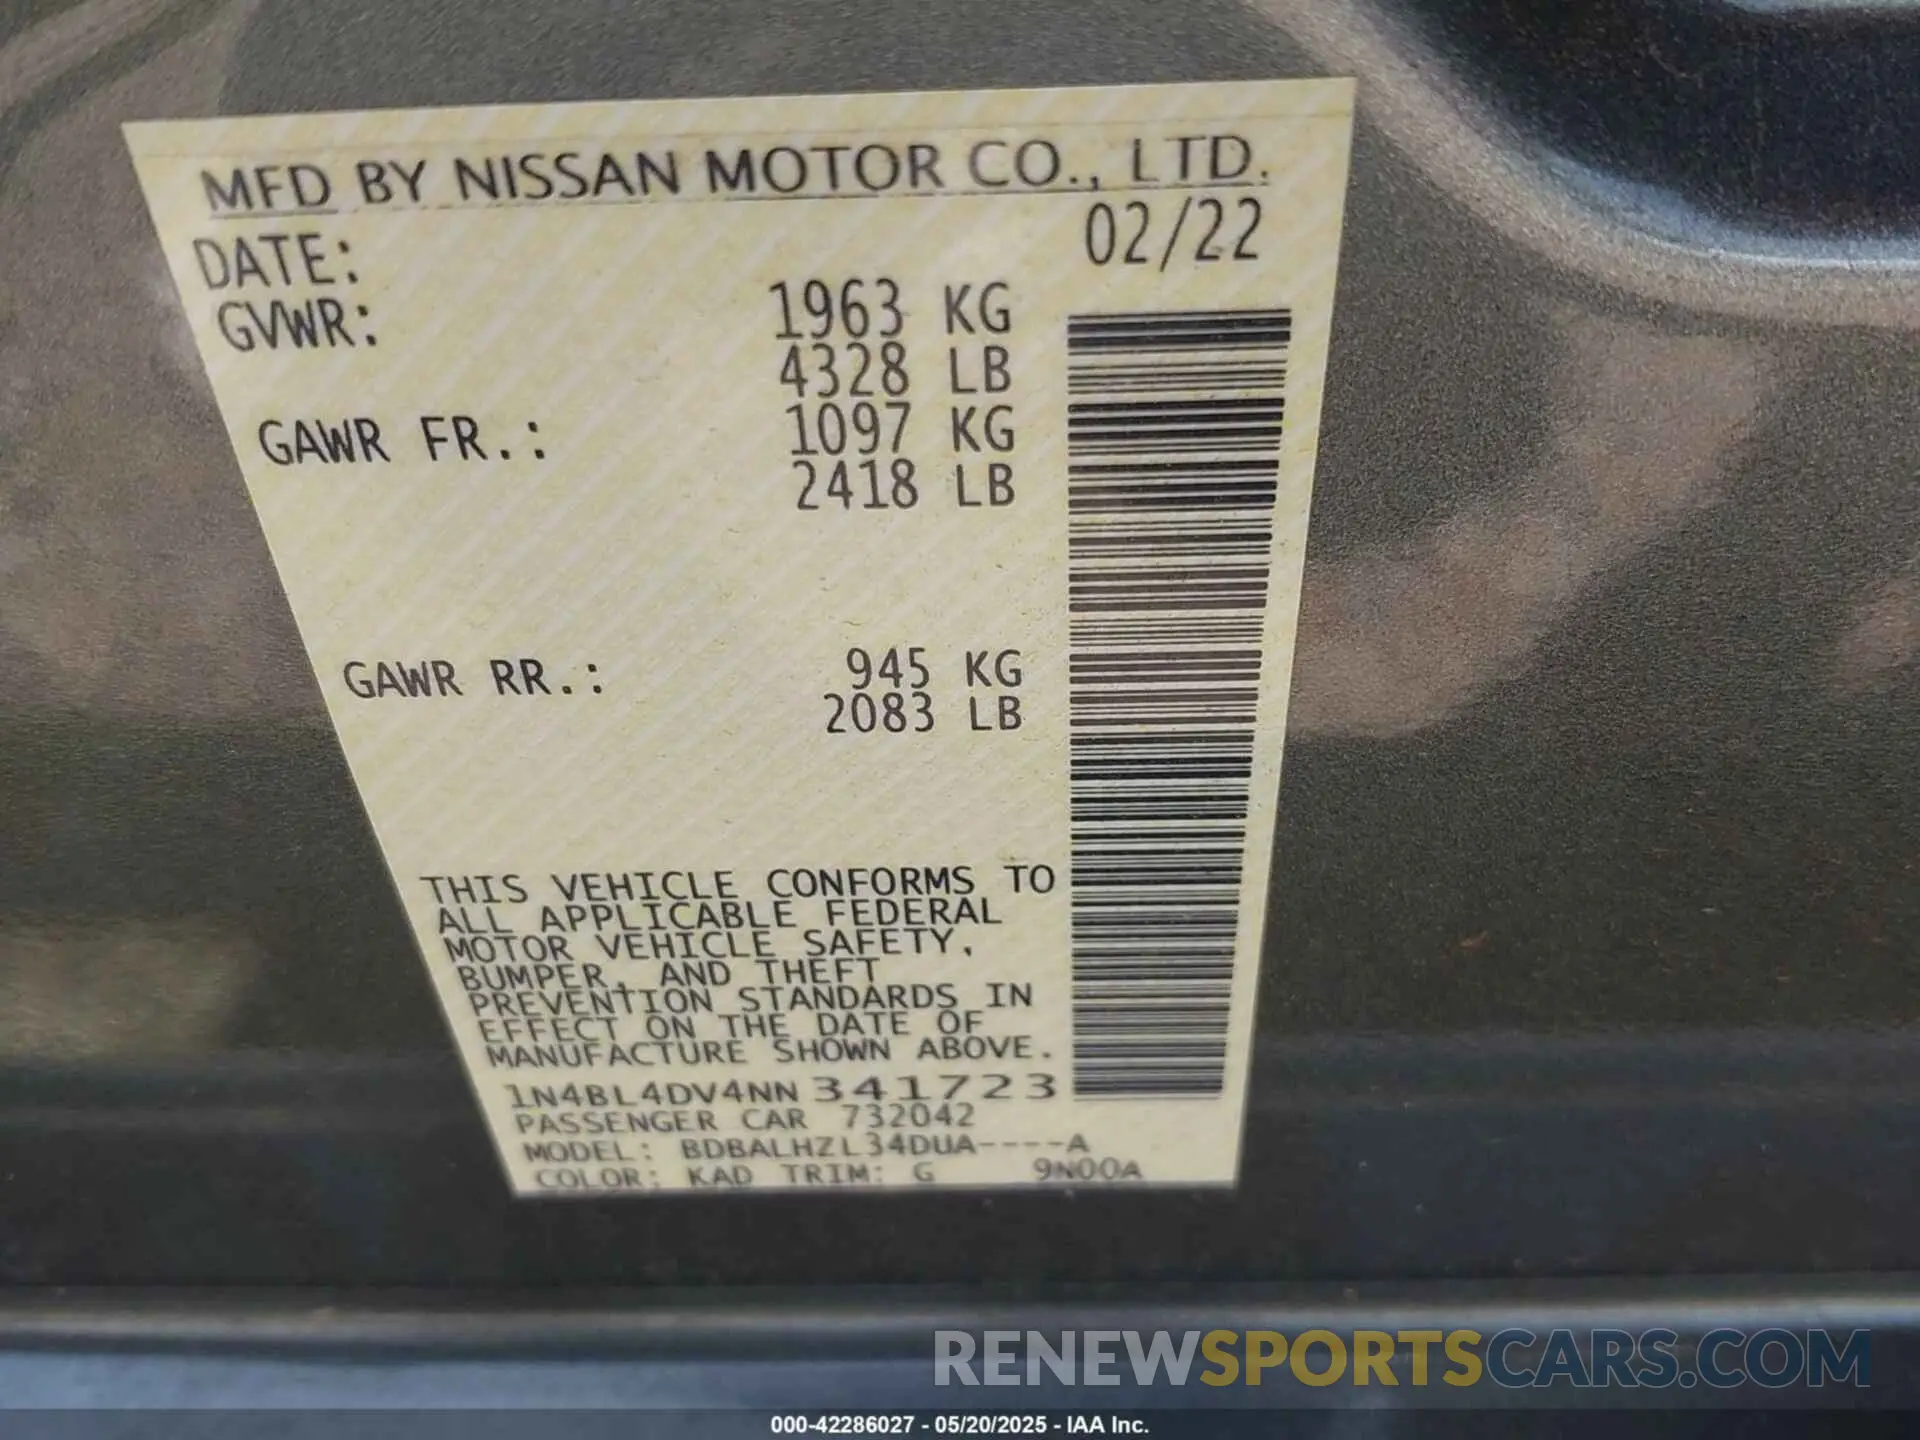 MFD BY NISSAN MOTOR CO., LTD.
DATE: 02/22
GVWR: 1963 KG
4328 LB
GAWR FR.: 1097 KG
2418 LB
GAWR RR.: 945 KG
2083 LB
THIS VEHICLE CONFORMS TO
ALL APPLICABLE FEDERAL
MOTOR VEHICLE SAFETY,
BUMPER, AND THEFT
PREVENTION STANDARDS IN
EFFECT ON THE DATE OF
MANUFACTURE SHOWN ABOVE.
1N4BL4DV4NN341723
PASSENGER CAR 732042
MODEL: BDBALHZL34DUA----A
COLOR: KAD TRIM: G 9N00A
RENEWSPORTSCARS.COM
000-42286027 - 05/20/2025 - IAA Inc.